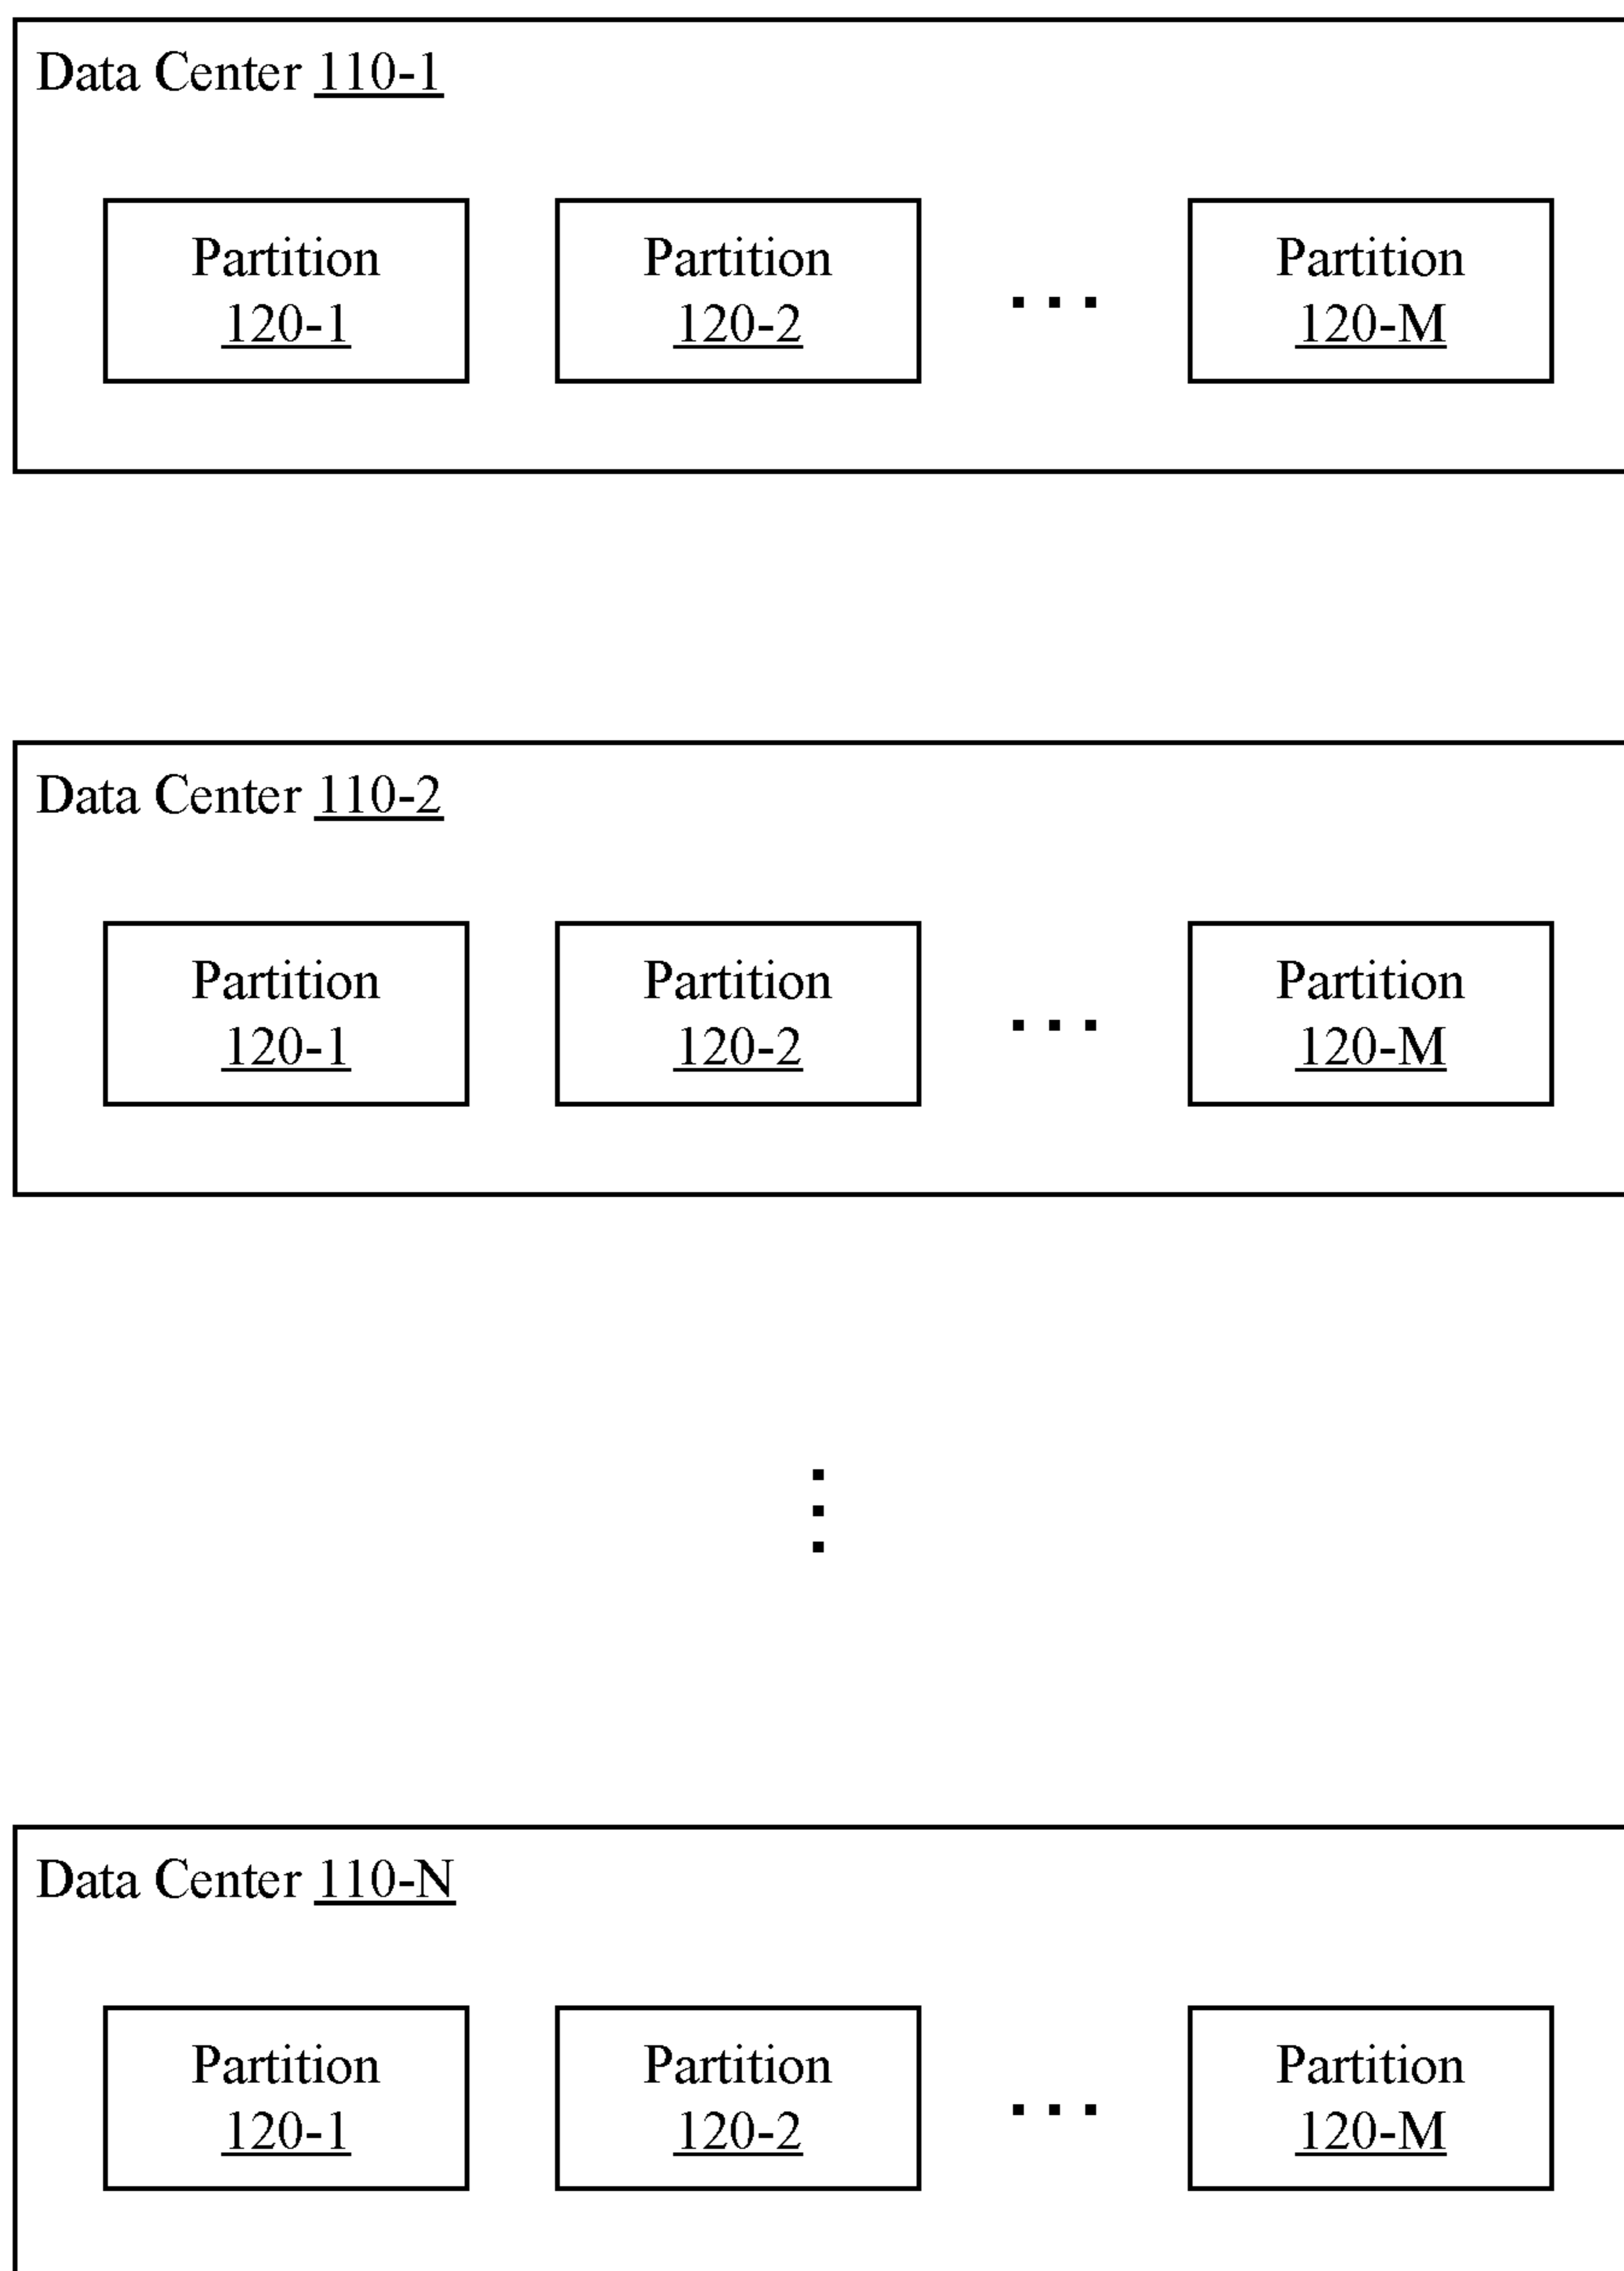 Data Center 110-1
Partition
120-1
Partition
120-2
...
Partition
120-M
Data Center 110-2
Partition
120-1
Partition
120-2
...
Partition
120-M
Data Center 110-N
Partition
120-1
Partition
120-2
...
Partition
120-M